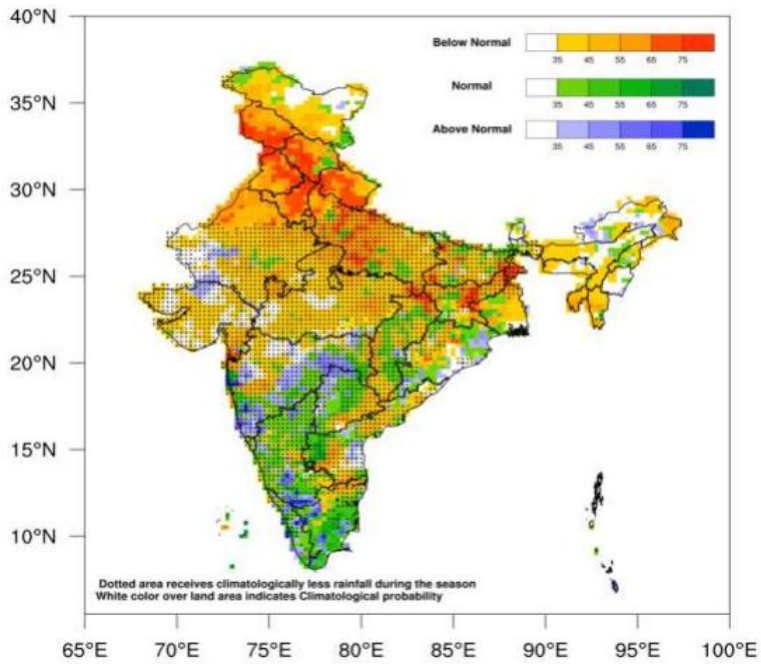 40°N
35°N
30°N
25°N
20°N
15°N
10°N
Below Normal
35 45 55 65 75
Normal
35 45 55 65 75
Above Normal
35 45 55 65 75
Dotted area receives climatologically less rainfall during the season
White color over land area indicates Climatological probability
65°E 70°E 75°E 80°E 85°E 90°E 95°E 100°E